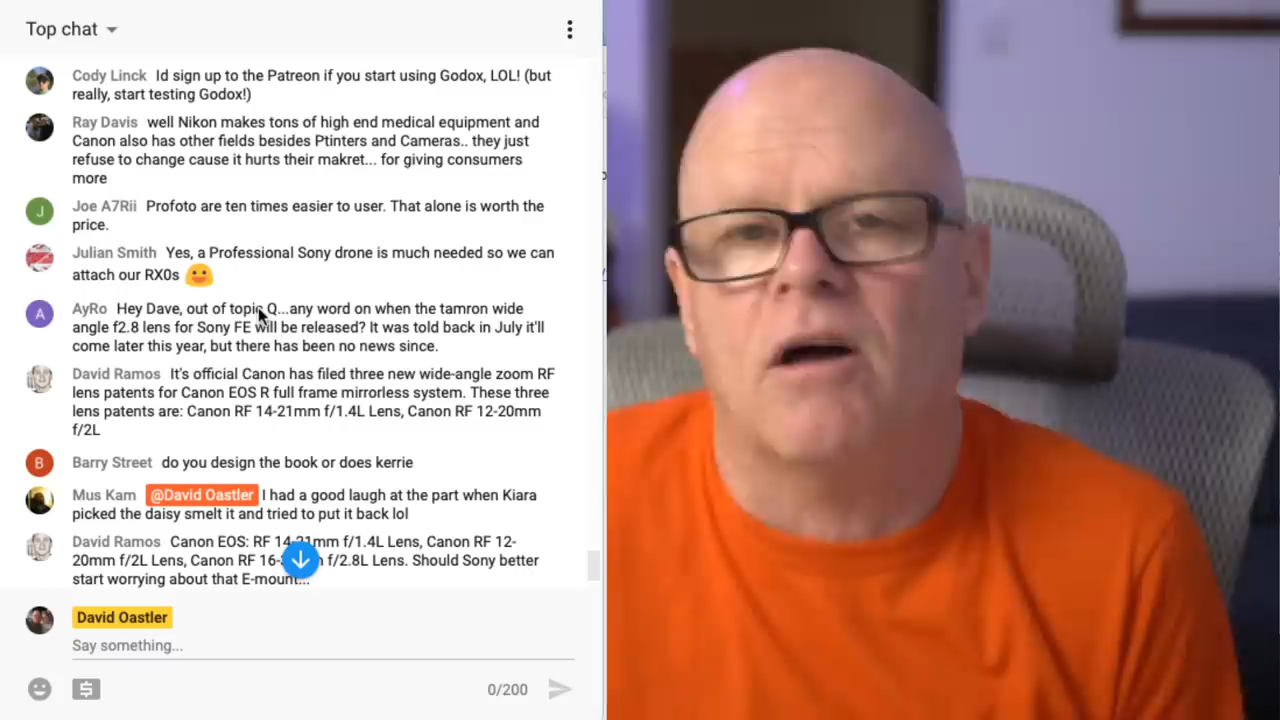 Top chat
Cody Linck Id sign up to the Patreon if you start using Godox, LOL! (but
really, start testing Godox!)
Ray Davis well Nikon makes tons of high end medical equipment and
Canon also has other fields besides Ptinters and Cameras.. they just
refuse to change cause it hurts their makret... for giving consumers
more
J
Joe A7Rii Profoto are ten times easier to user. That alone is worth the
price.
Julian Smith Yes, a Professional Sony drone is much needed so we can
attach our RX0s
A
AyRo Hey Dave, out of topic Q...any word on when the tamron wide
angle f2.8 lens for Sony FE will be released? It was told back in July it'll
come later this year, but there has been no news since.
David Ramos It's official Canon has filed three new wide-angle zoom RF
lens patents for Canon EOS R full frame mirrorless system. These three
lens patents are: Canon RF 14-21mm f/1.4L Lens, Canon RF 12-20mm
f/2L
B
Barry Street do you design the book or does kerrie
Mus Kam @David Oastler I had a good laugh at the part when Kiara
picked the daisy smelt it and tried to put it back lol
David Ramos Canon EOS: RF 14-21mm f/1.4L Lens, Canon RF 12-
20mm f/2L Lens, Canon RF f/2.8L Lens. Should Sony better
start worrying about that E-mount...
David Oastler
Say something...
0/200